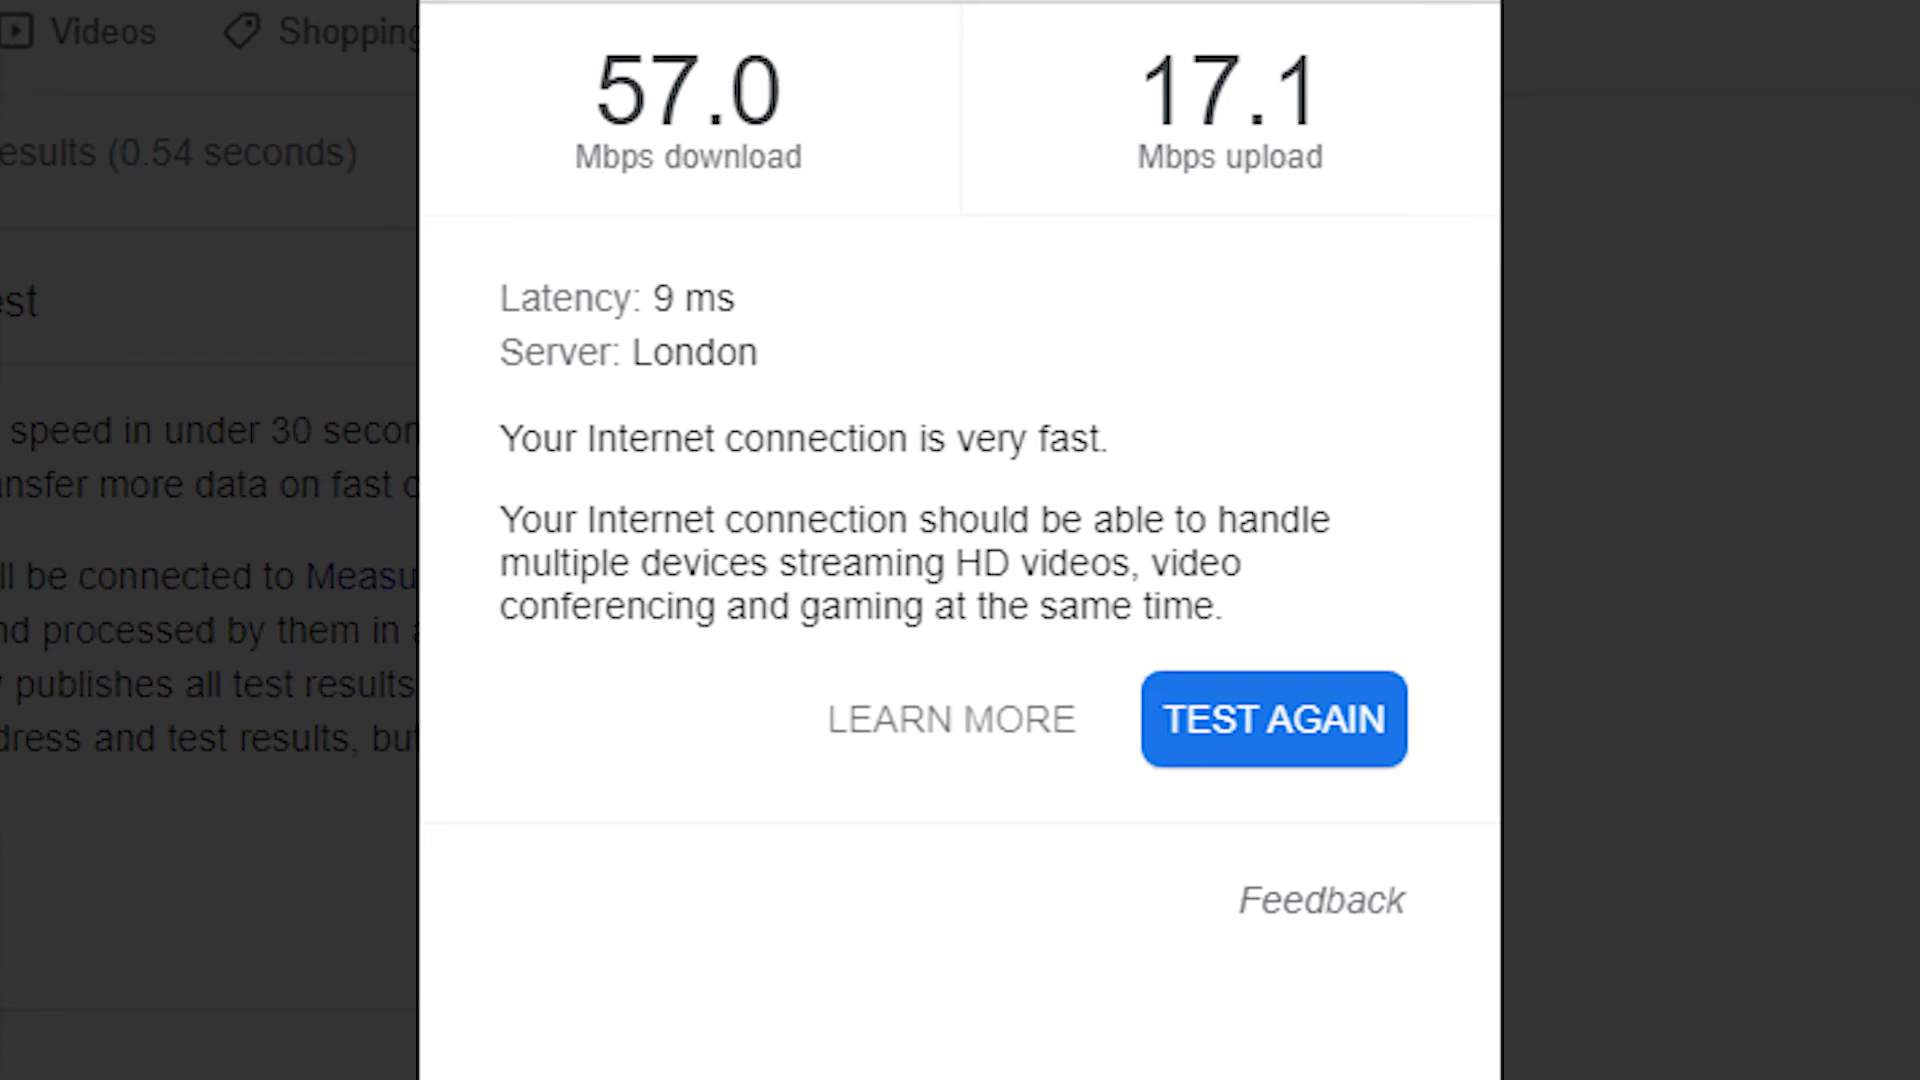 Videos
Shopping
esults (0.54 seconds)
est
speed in under 30 secon
ansfer more data on fast c
ll be connected to Measu
nd processed by them in a
publishes all test results
dress and test results, but
57.0
Mbps download
17.1
Mbps upload
Latency: 9 ms
Server: London
Your Internet connection is very fast.
Your Internet connection should be able to handle
multiple devices streaming HD videos, video
conferencing and gaming at the same time.
LEARN MORE
TEST AGAIN
Feedback